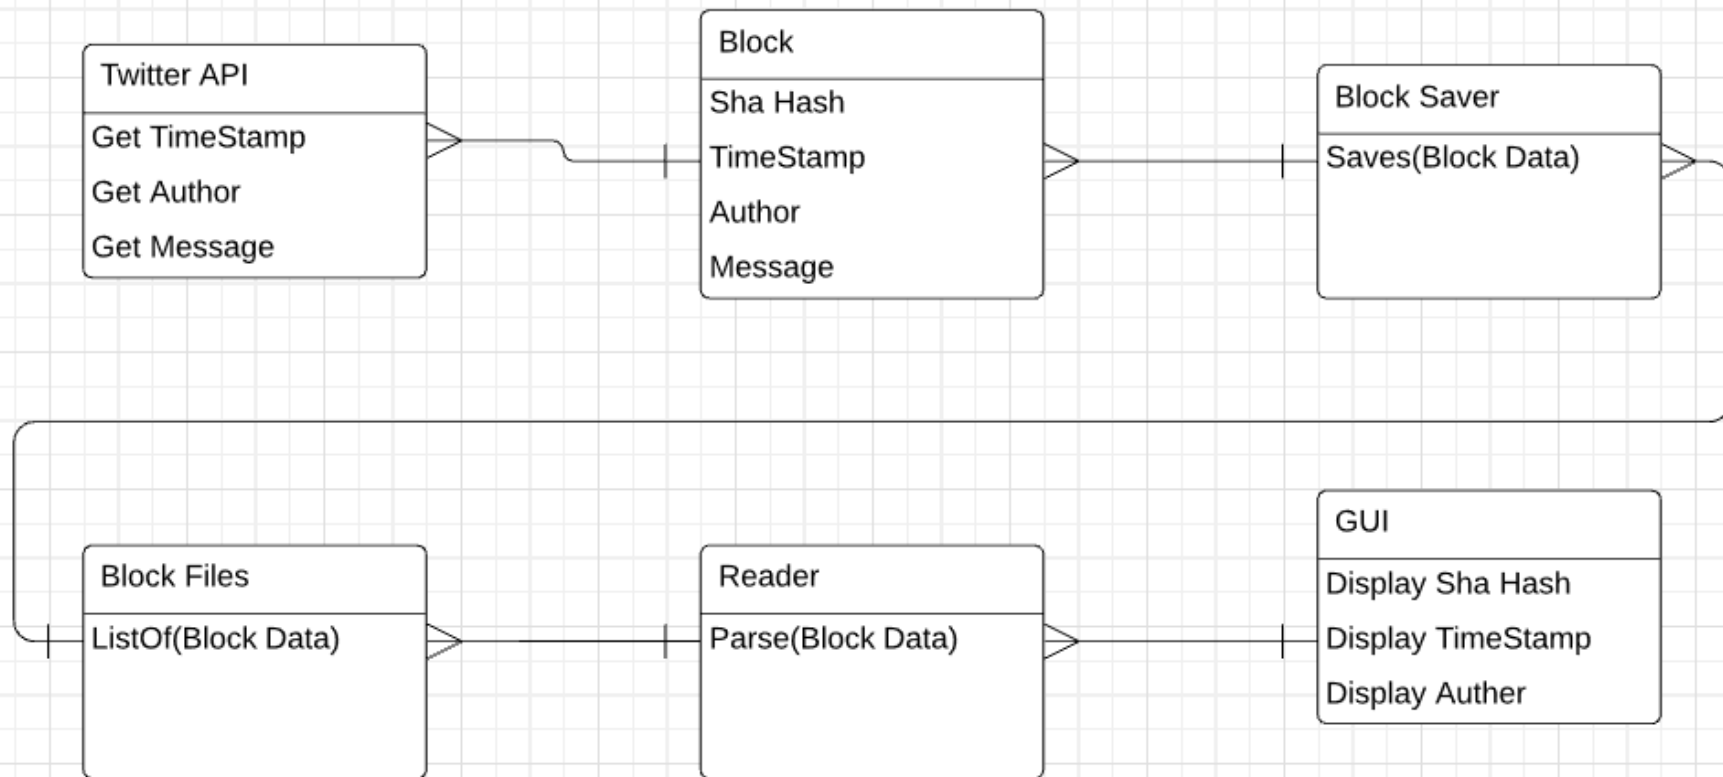 Twitter API
Get TimeStamp
Get Author
Get Message
Block
Sha Hash
TimeStamp
Author
Message
Block Saver
Saves(Block Data)
Block Files
ListOf(Block Data)
Reader
Parse(Block Data)
GUI
Display Sha Hash
Display TimeStamp
Display Auther